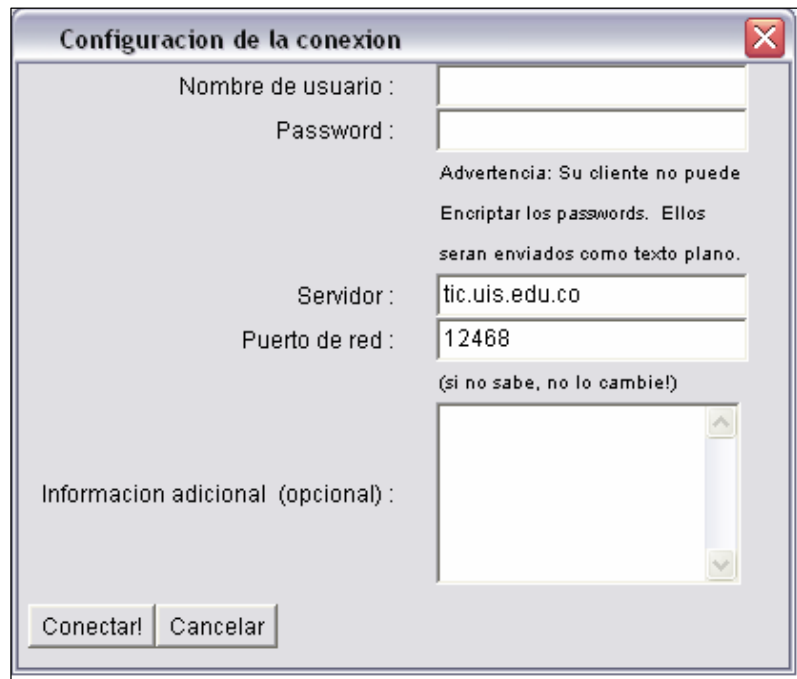 Configuracion de la conexion
Nombre de usuario :
Password :
Advertencia: Su cliente no puede
Encriptar los passwords. Ellos
seran enviados como texto plano.
Servidor :
tic.uis.edu.co
Puerto de red :
12468
(si no sabe, no lo cambie!)
Informacion adicional (opcional) :
Conectar!
Cancelar